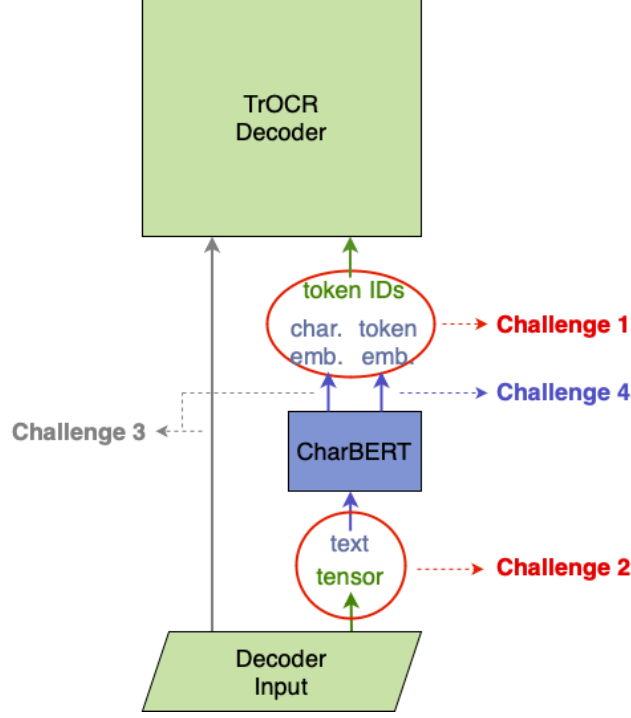 TrOCR
Decoder
token IDs
char. token
emb. emb.
Challenge 1
Challenge 4
Challenge 3
CharBERT
text
tensor
Challenge 2
Decoder
Input